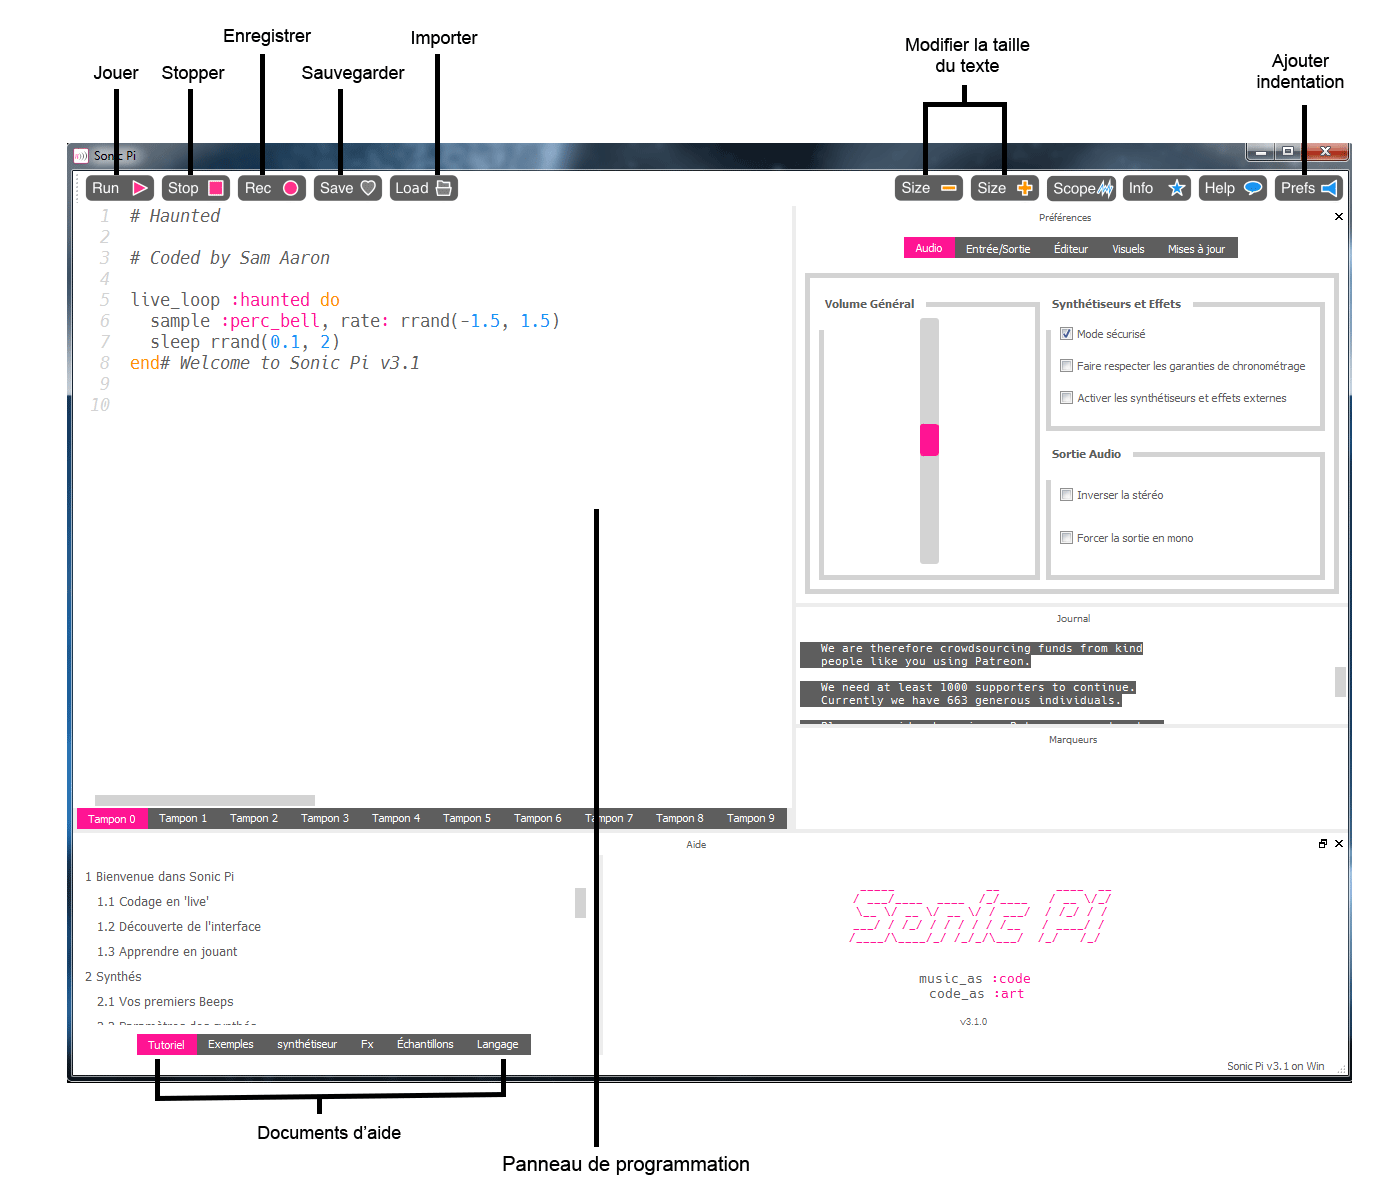 Enregistrer
Importer
Jouer
Stopper
Sauvegarder
Modifier la taille
du texte
Ajouter
indentation
Sonic Pi
Run
Stop
Rec
Save
Load
Size
Size
Scope
Info
Help
Prefs
1 # Haunted
2
3 # Coded by Sam Aaron
4
5 live_loop :haunted do
6 sample :perc_bell, rate: rrand(-1.5, 1.5)
7 sleep rrand(0.1, 2)
8 end# Welcome to Sonic Pi v3.1
9
10
Préférences
Audio
Entrée/Sortie
Éditeur
Visuels
Mises à jour
Volume Général
Synthétiseurs et Effets
Mode sécurisé
Faire respecter les garanties de chronométrage
Activer les synthétiseurs et effets externes
Sortie Audio
Inverser la stéréo
Forcer la sortie en mono
Journal
We are therefore crowdsourcing funds from kind
people like you using Patreon.
We need at least 1000 supporters to continue.
Currently we have 663 generous individuals.
Marqueurs
Tampon 0
Tampon 1
Tampon 2
Tampon 3
Tampon 4
Tampon 5
Tampon 6
Tampon 7
Tampon 8
Tampon 9
Aide
1 Bienvenue dans Sonic Pi
1.1 Codage en 'live'
1.2 Découverte de l'interface
1.3 Apprendre en jouant
2 Synthés
2.1 Vos premiers Beeps
Sonic Pi
music_as :code
code_as :art
v3.1.0
Tutoriel
Exemples
synthétiseur
Fx
Échantillons
Langage
Sonic Pi v3.1 on Win
Documents d'aide
Panneau de programmation